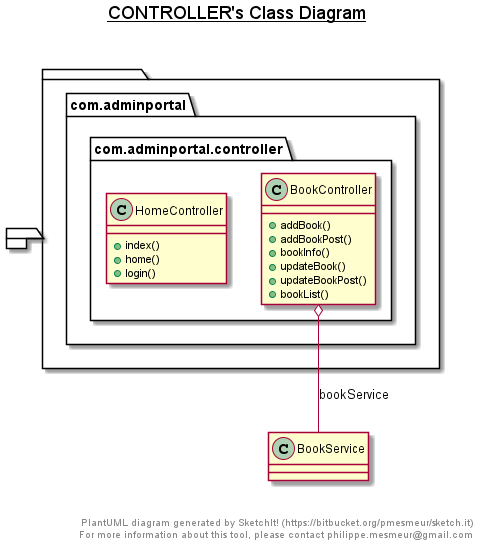 CONTROLLER's Class Diagram
com.adminportal
com.adminportal.controller
C HomeController
index()
home()
login()
C BookController
addBook()
addBookPost()
bookInfo()
updateBook()
updateBookPost()
bookList()
bookService
C BookService
PlantUML diagram generated by SketchIt! (https://bitbucket.org/pmesmeur/sketch.it)
For more information about this tool, please contact philippe.mesmeur@gmail.com